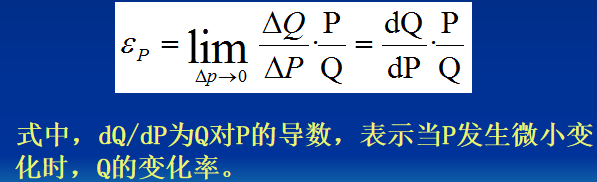 ε_P = lim_{Δp→0} ΔQ/ΔP · P/Q = dQ/dP · P/Q
式中，dQ/dP为Q对P的导数，表示当P发生微小变
化时，Q的变化率。